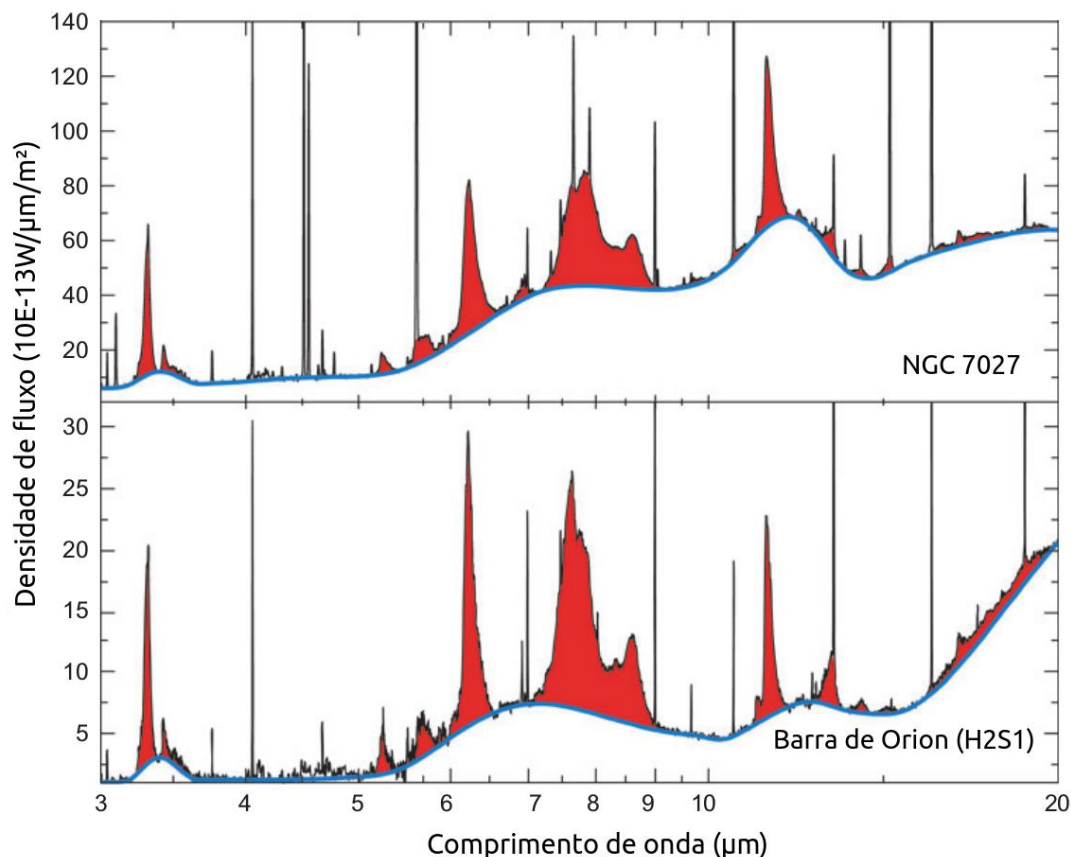 Densidade de fluxo (10E-13W/µm/m²)
140
120
100
80
60
40
20
NGC 7027
30
25
20
15
10
5
Barra de Orion (H2S1)
3 4 5 6 7 8 9 10 20
Comprimento de onda (µm)